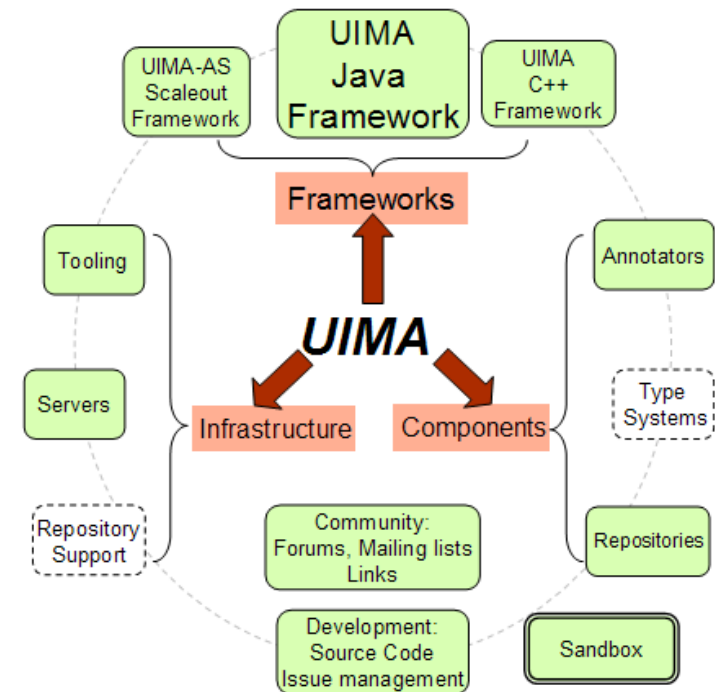 UIMA-AS
Scaleout
Framework
UIMA
Java
Framework
UIMA
C++
Framework
Frameworks
Tooling
Annotators
UIMA
Servers
Type
Systems
Infrastructure
Components
Repository
Support
Community:
Forums, Mailing lists
Links
Repositories
Development:
Source Code
Issue management
Sandbox